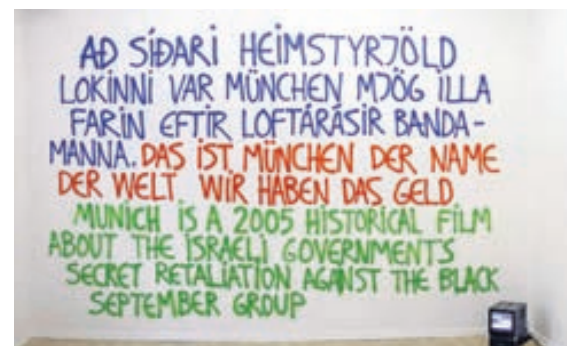 AÐ SÍÐARI HEIMSTYRJÖLD
LOKINNI VAR MÜNCHEN MJÖG ILLA
FARIN EFTIR LOFTÁRÁSIR BANDA-
MANNA. DAS IST MÜNCHEN DER NAME
DER WELT WIR HABEN DAS GELD
MUNICH IS A 2005 HISTORICAL FILM
ABOUT THE ISRAELI GOVERNMENTS
SECRET RETALIATION AGAINST THE BLACK
SEPTEMBER GROUP